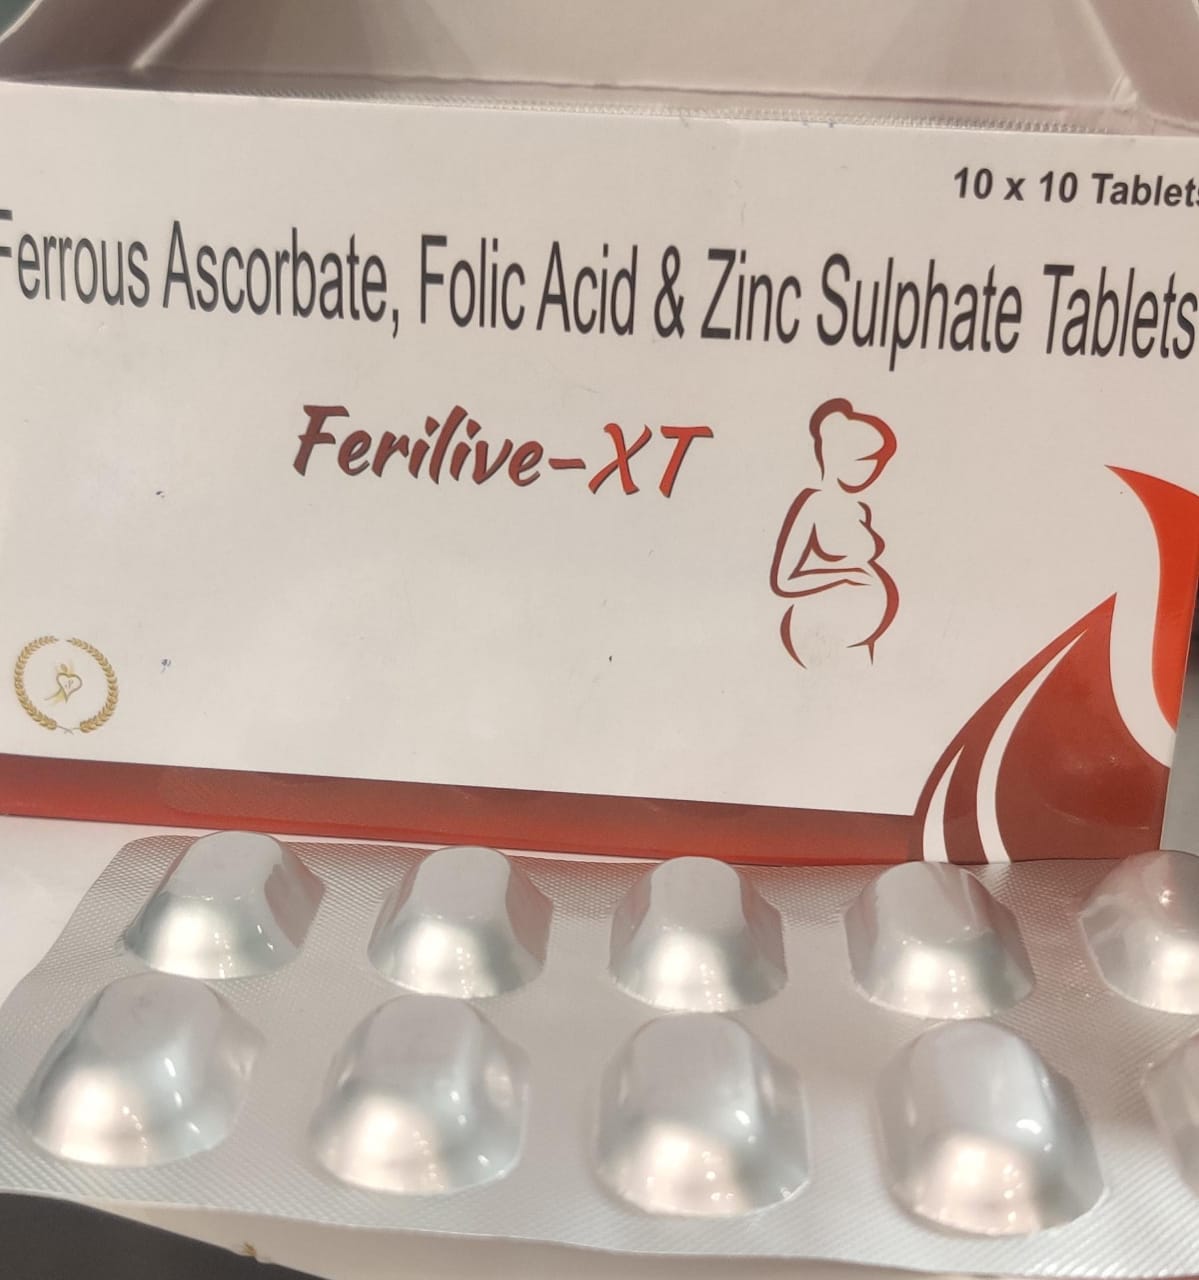 10 x 10 Tablets
Ferrous Ascorbate, Folic Acid & Zinc Sulphate Tablets
Ferilive-XT